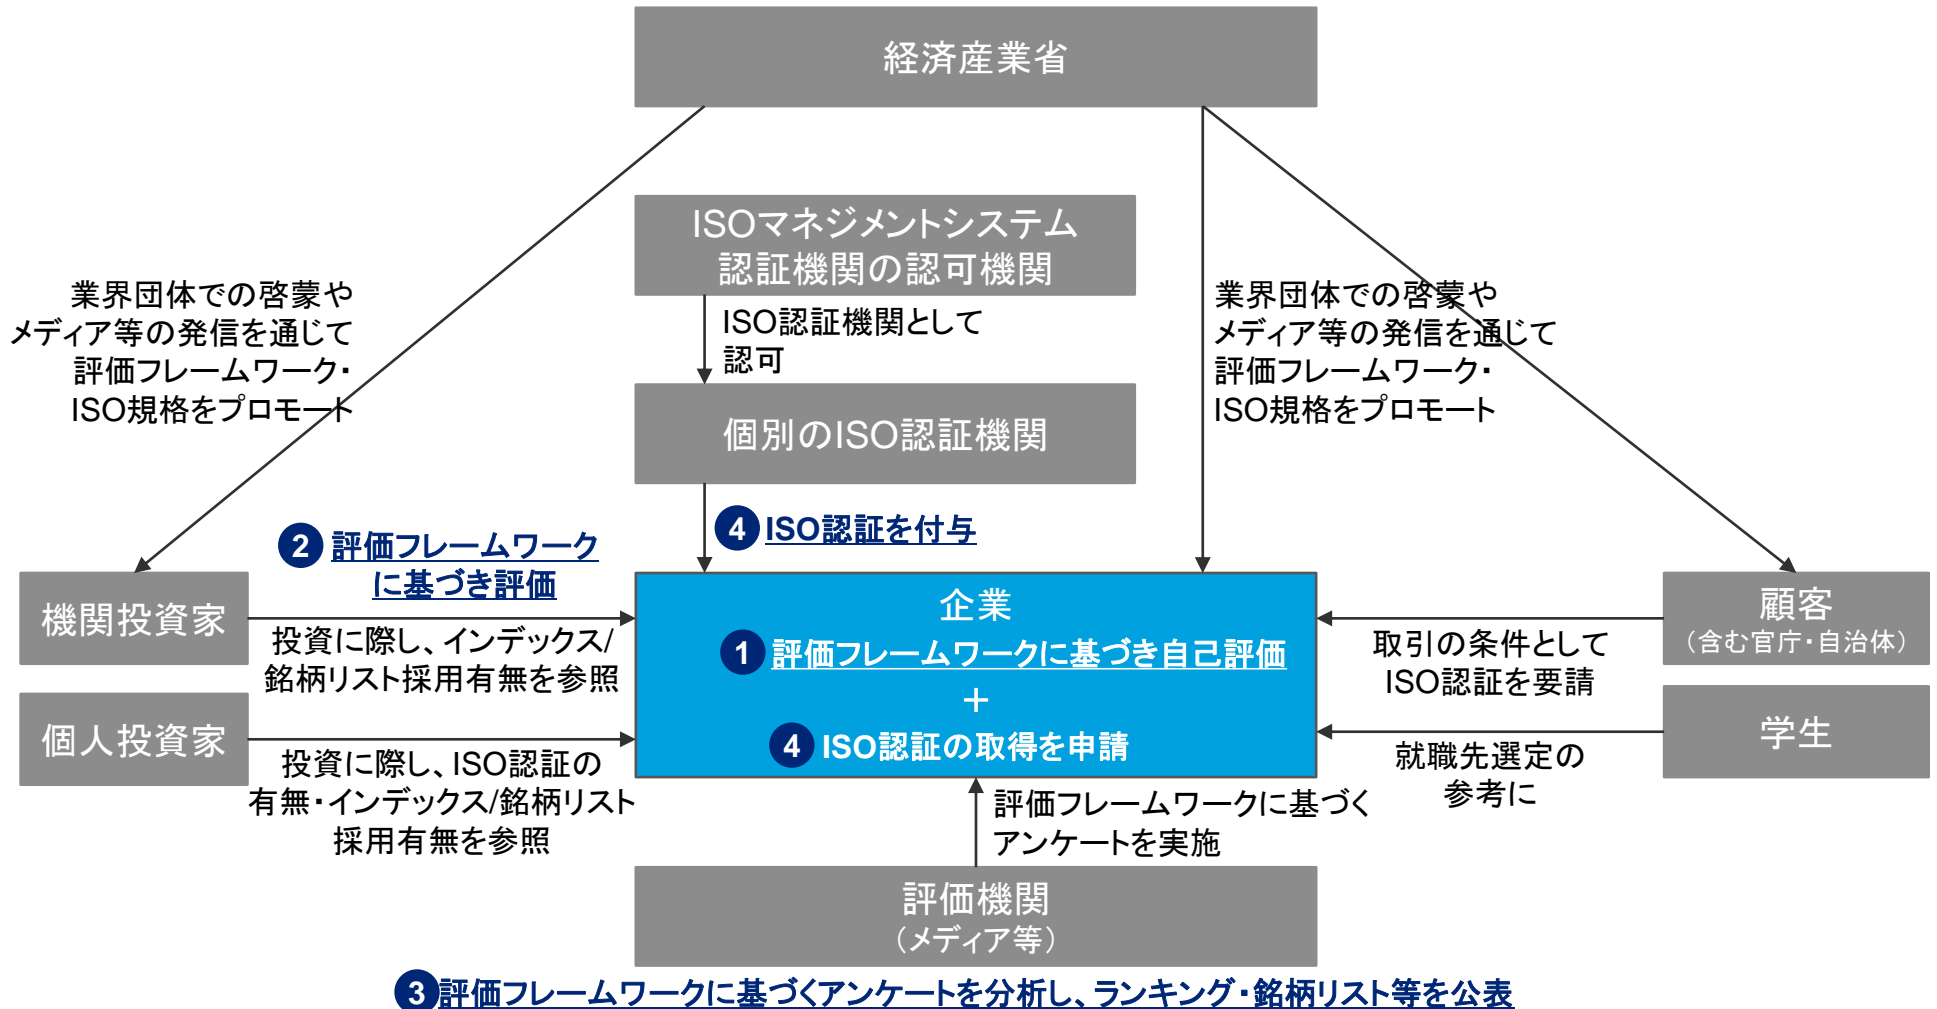 経済産業省
ISOマネジメントシステム
認証機関の認可機関
業界団体での啓蒙や
メディア等の発信を通じて
評価フレームワーク・
ISO規格をプロモート
ISO認証機関として
認可
業界団体での啓蒙や
メディア等の発信を通じて
評価フレームワーク・
ISO規格をプロモート
個別のISO認証機関
2 評価フレームワーク
に基づき評価
4 ISO認証を付与
機関投資家
投資に際し、インデックス/
銘柄リスト採用有無を参照
個人投資家
投資に際し、ISO認証の
有無・インデックス/銘柄リスト
採用有無を参照
企業
1 評価フレームワークに基づき自己評価
＋
4 ISO認証の取得を申請
顧客
（含む官庁・自治体）
取引の条件として
ISO認証を要請
学生
就職先選定の
参考に
評価フレームワークに基づく
アンケートを実施
評価機関
（メディア等）
3 評価フレームワークに基づくアンケートを分析し、ランキング・銘柄リスト等を公表